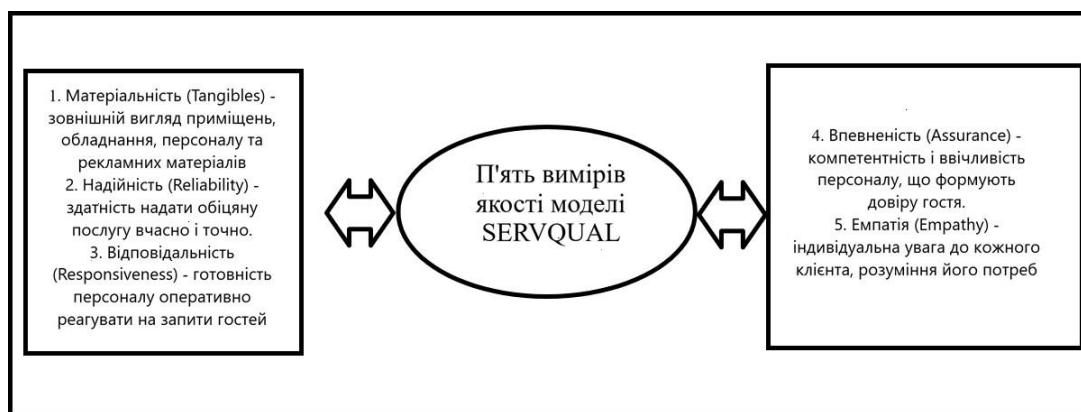 1. Матеріальність (Tangibles) -
зовнішній вигляд приміщень,
обладнання, персоналу та
рекламних матеріалів
2. Надійність (Reliability) -
здатність надати обіцяну
послугу вчасно і точно.
3. Відповідальність
(Responsiveness) - готовність
персоналу оперативно
реагувати на запити гостей
П'ять вимірів
якості моделі
SERVQUAL
4. Впевненість (Assurance) -
компетентність і ввічливість
персоналу, що формують
довіру гостя.
5. Емпатія (Empathy) -
індивідуальна увага до кожного
клієнта, розуміння його потреб